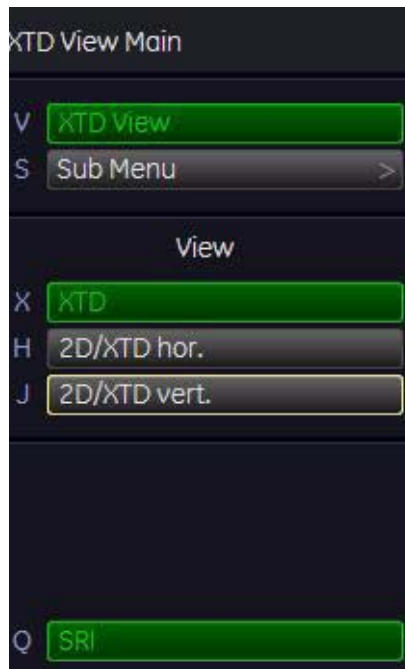 XTD View Main
V XTD View
S Sub Menu >
View
X XTD
H 2D/XTD hor.
J 2D/XTD vert.
Q SRI